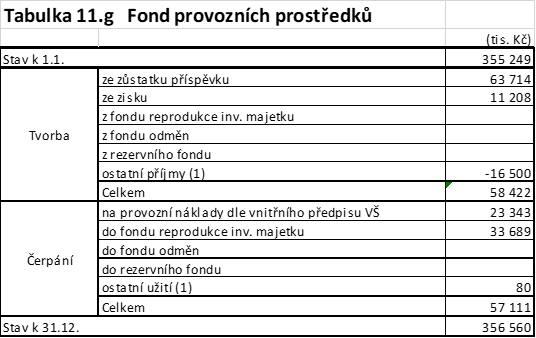 Tabulka 11.g Fond provozních prostředků
(tis. Kč)
Stav k 1.1. 355 249
Tvorba
ze zůstatku příspěvku 63 714
ze zisku 11 208
z fondu reprodukce inv. majetku
z fondu odměn
z rezervního fondu
ostatní příjmy (1) -16 500
Celkem 58 422
Čerpání
na provozní náklady dle vnitřního předpisu VŠ 23 343
do fondu reprodukce inv. majetku 33 689
do fondu odměn
do rezervního fondu
ostatní užití (1) 80
Celkem 57 111
Stav k 31.12. 356 560